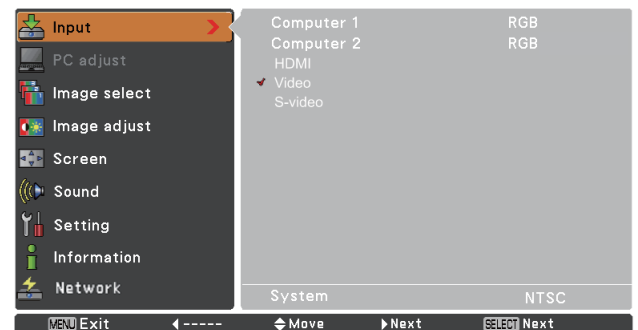 Input
PC adjust
Image select
Image adjust
Screen
Sound
Setting
Information
Network
Computer 1 RGB
Computer 2 RGB
HDMI
Video
S-video
System NTSC
MENU Exit ----- Move Next SELECT Next